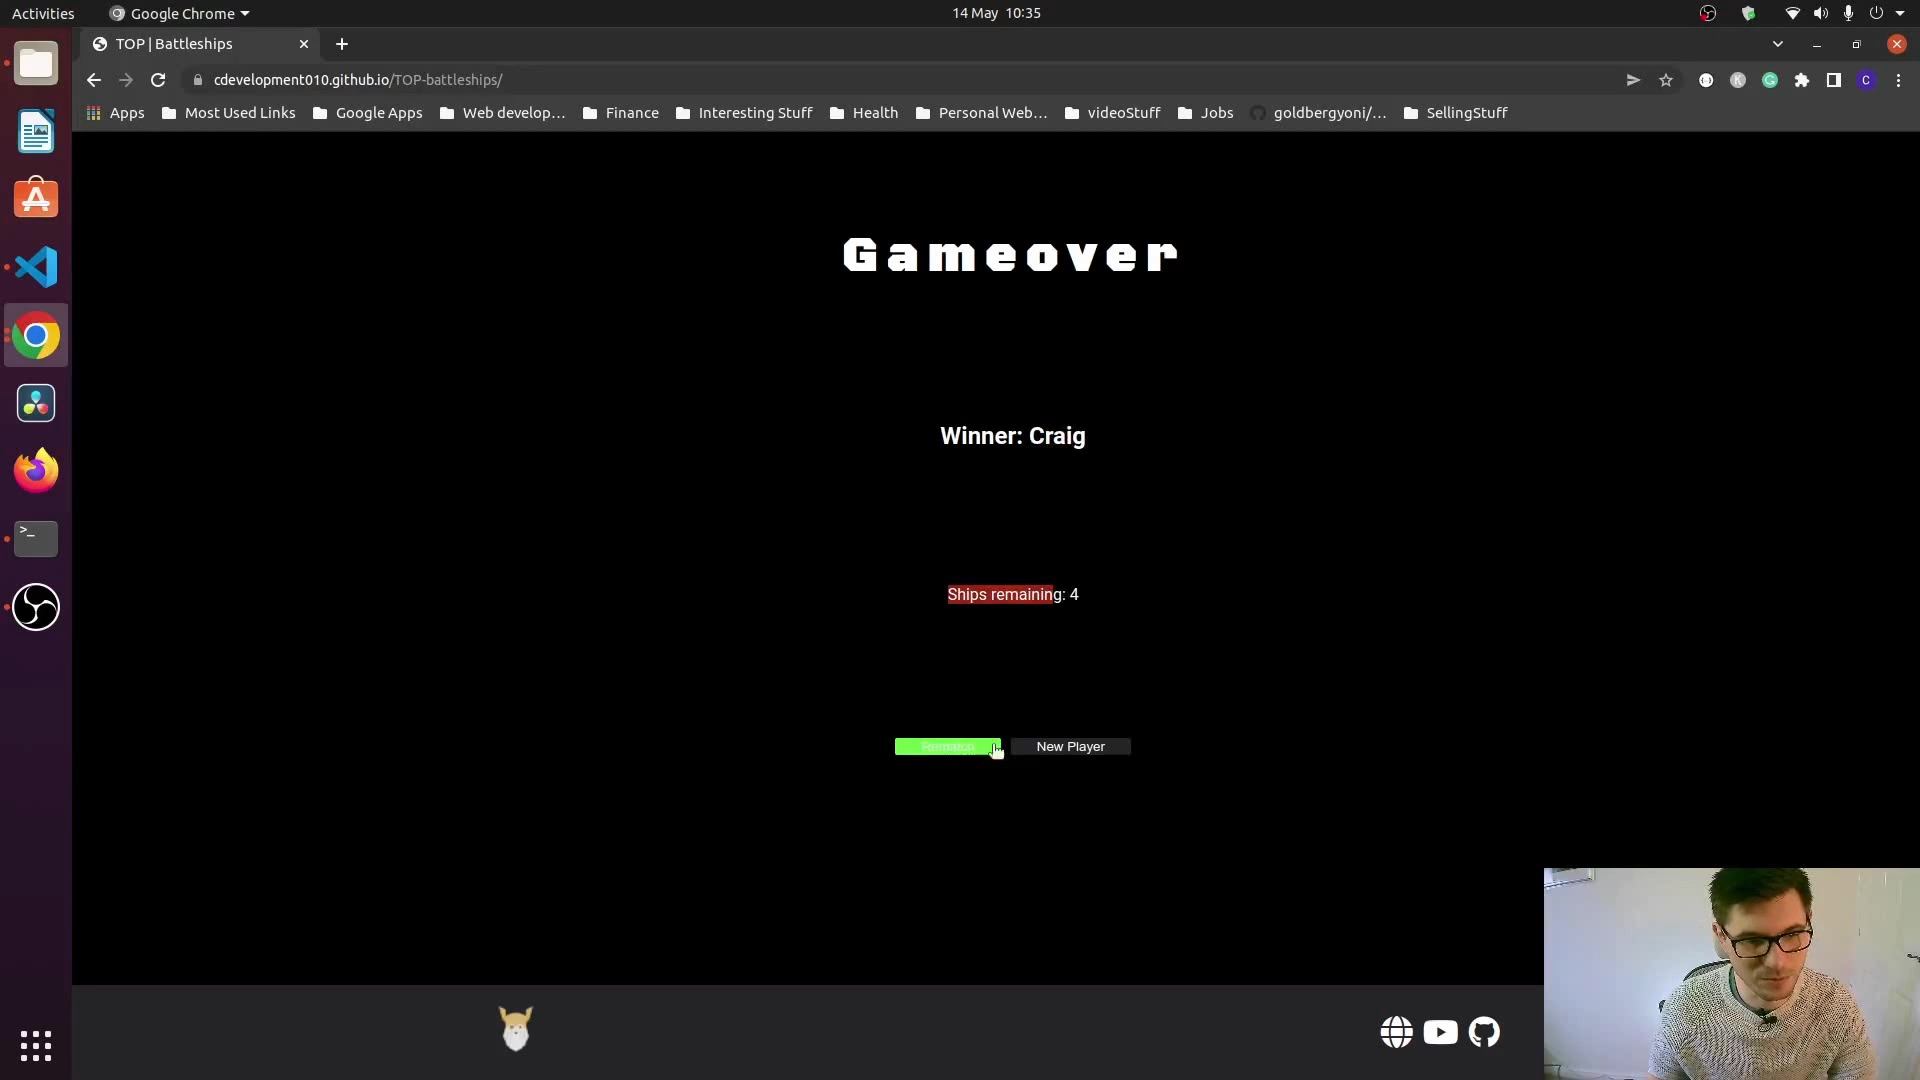 Activities
Google Chrome
14 May 10:35
TOP | Battleships
cdevelopment010.github.io/TOP-battleships/
C
Apps
Most Used Links
Google Apps
Web develop…
Finance
Interesting Stuff
Health
Personal Web…
videoStuff
Jobs
goldbergyoni/…
SellingStuff
Gameover
Winner: Craig
Ships remaining: 4
Rematch
New Player